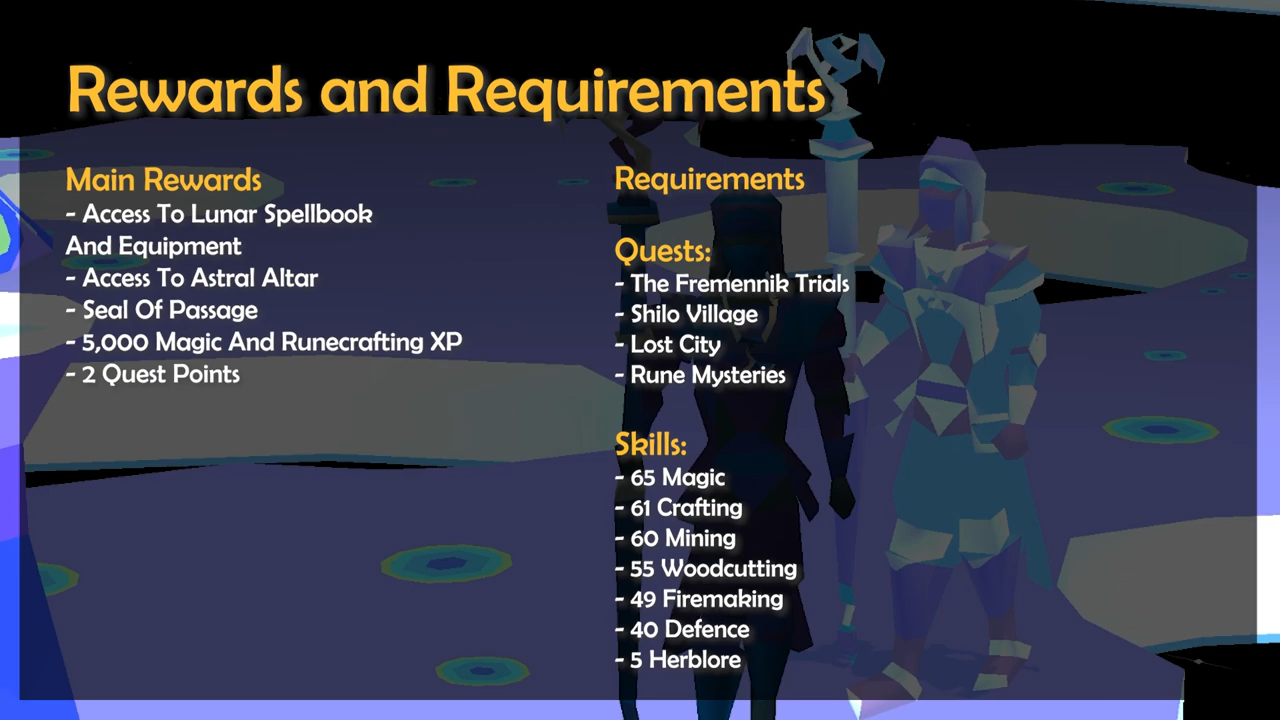 Rewards and Requirements
Main Rewards
- Access To Lunar Spellbook
And Equipment
- Access To Astral Altar
- Seal Of Passage
- 5,000 Magic And Runecrafting XP
- 2 Quest Points
Requirements
Quests:
- The Fremennik Trials
- Shilo Village
- Lost City
- Rune Mysteries
Skills:
- 65 Magic
- 61 Crafting
- 60 Mining
- 55 Woodcutting
- 49 Firemaking
- 40 Defence
- 5 Herblore